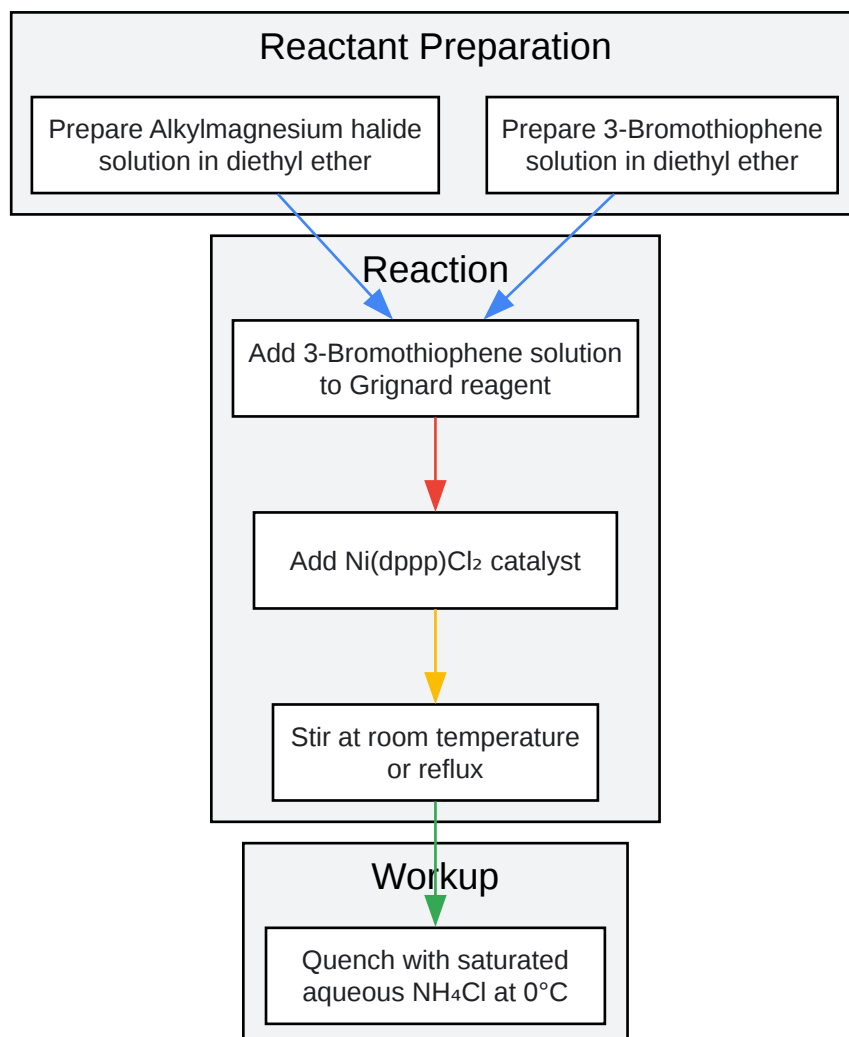 Reactant Preparation
Prepare Alkylmagnesium halide
solution in diethyl ether
Prepare 3-Bromothiophene
solution in diethyl ether
Reaction
Add 3-Bromothiophene solution
to Grignard reagent
Add Ni(dppp)Cl₂ catalyst
Stir at room temperature
or reflux
Workup
Quench with saturated
aqueous NH₄Cl at 0°C